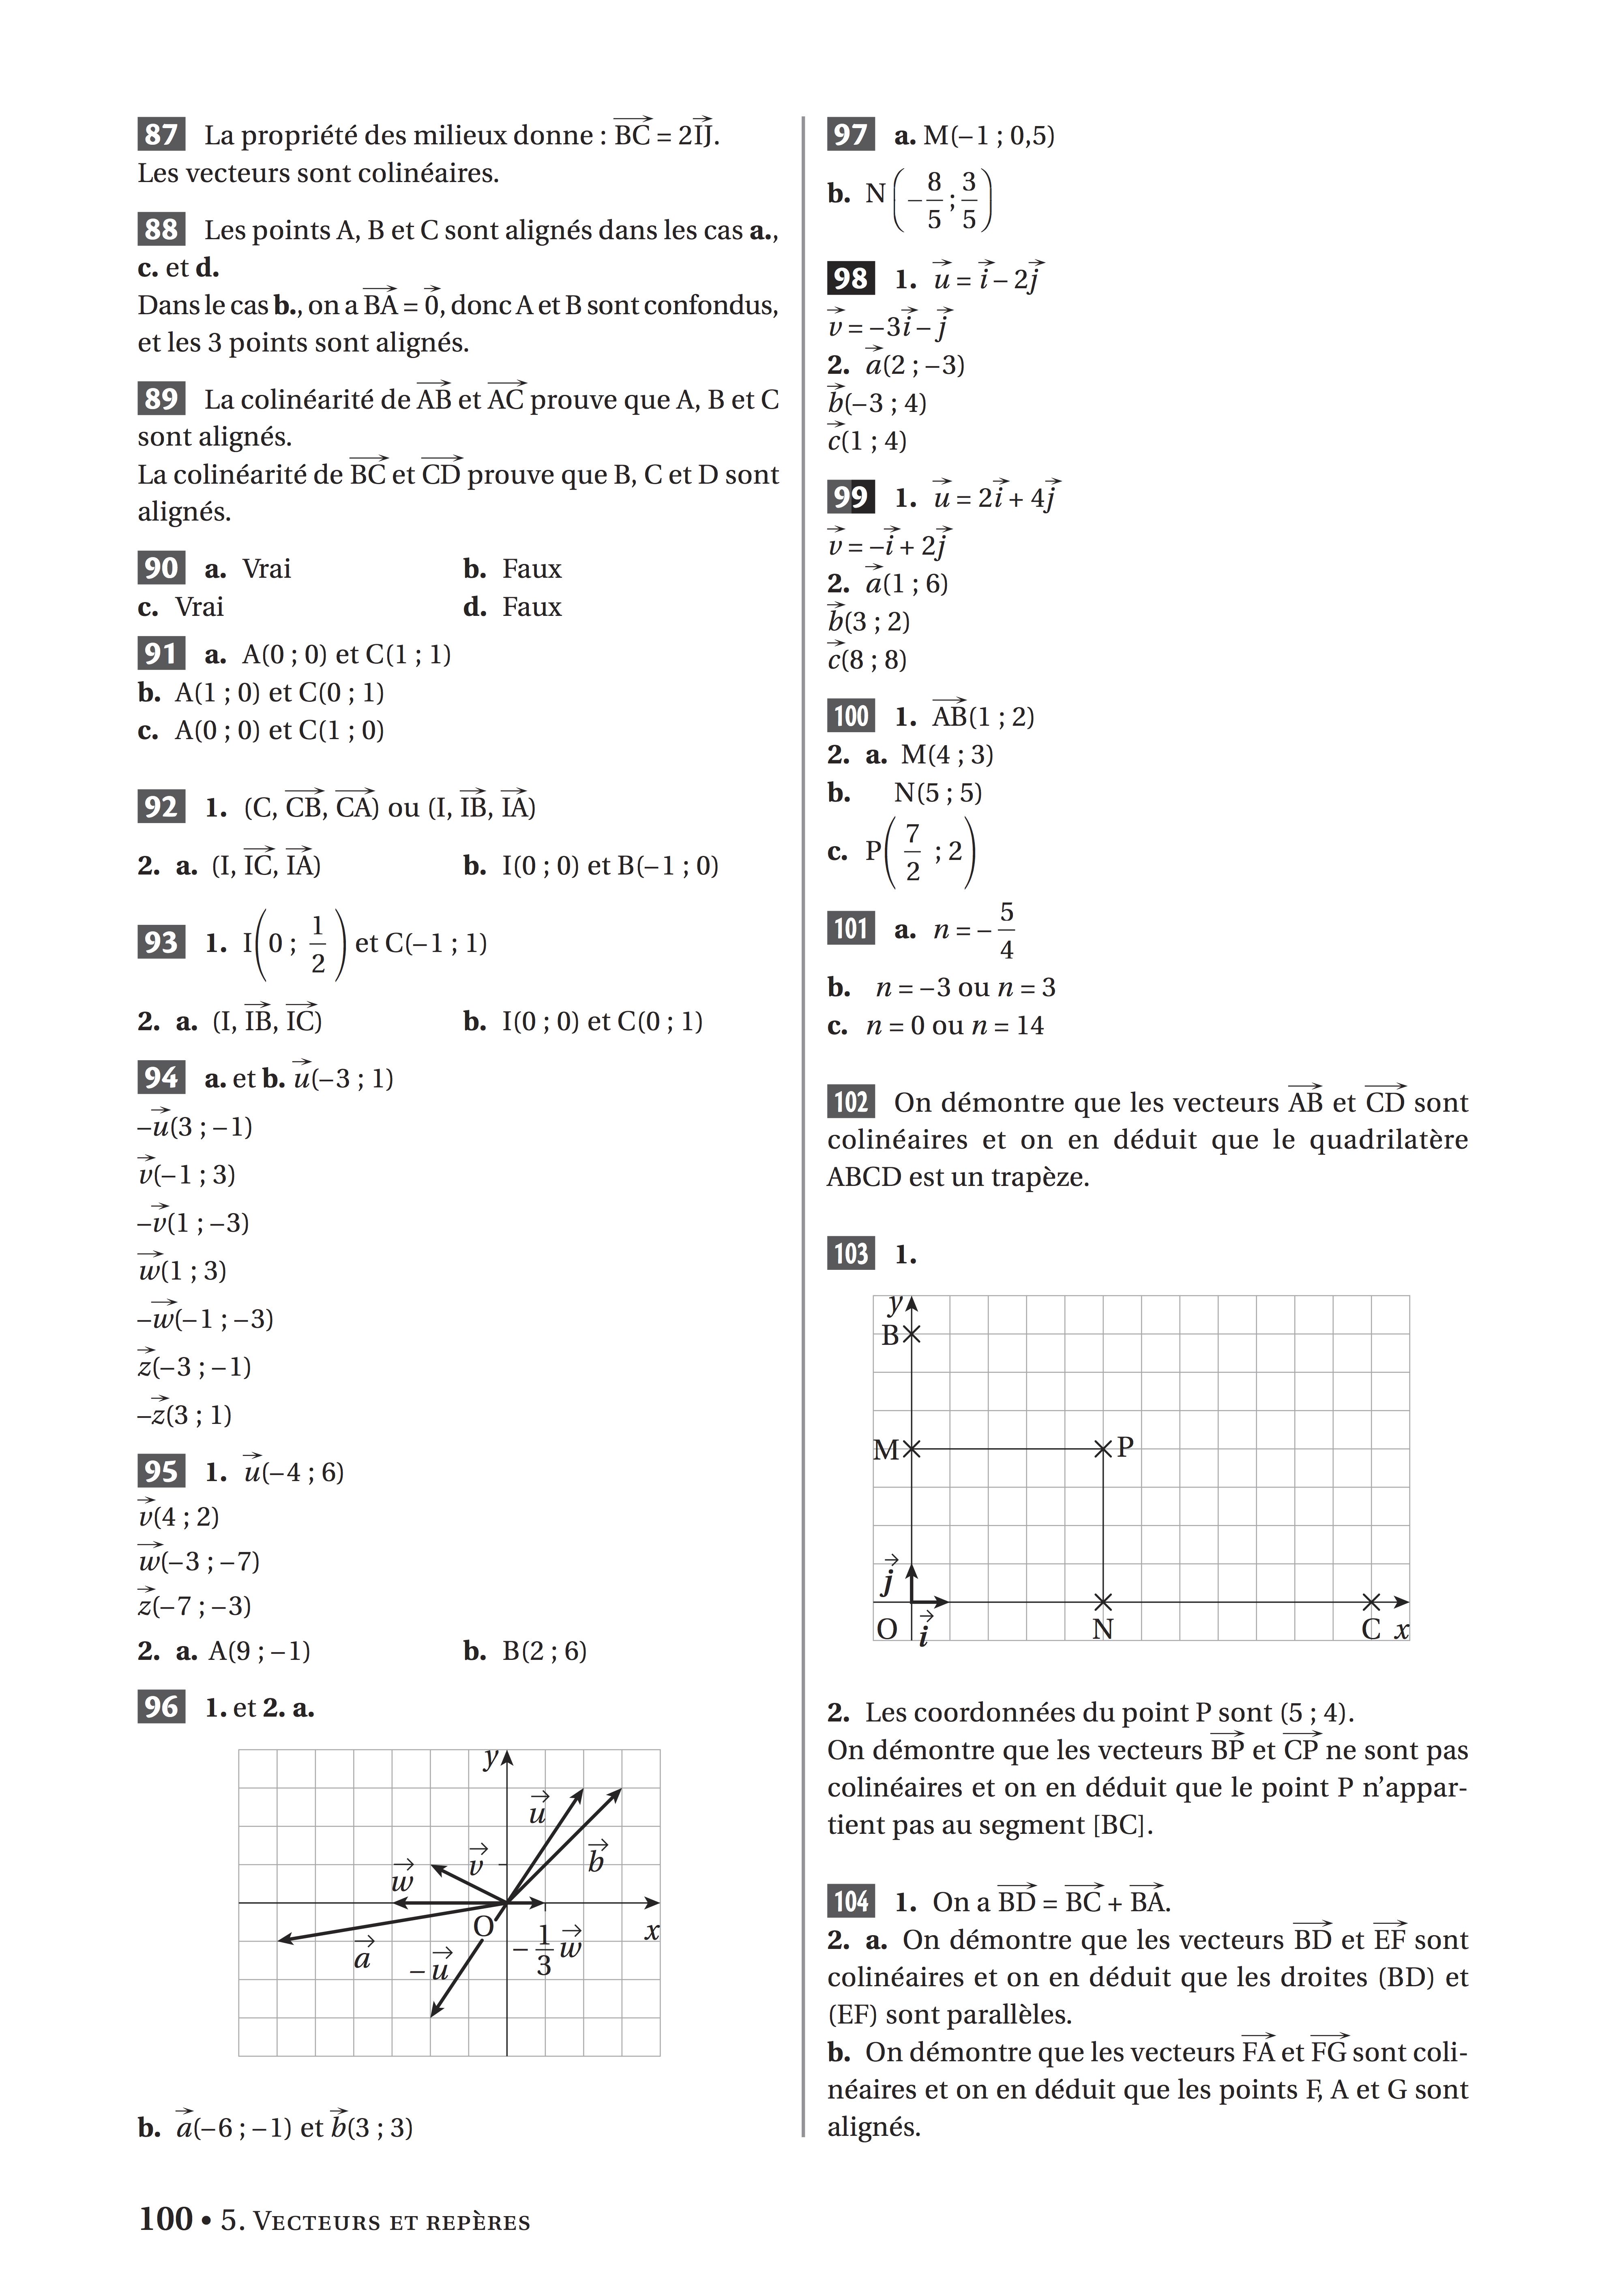 87 La propriété des milieux donne : $\overrightarrow{BC}$ = 2$\overrightarrow{IJ}$.
Les vecteurs sont colinéaires.
88 Les points A, B et C sont alignés dans les cas a.,
c. et d.
Dans le cas b., on a $\overrightarrow{BA}$ = $\vec{0}$, donc A et B sont confondus,
et les 3 points sont alignés.
89 La colinéarité de $\overrightarrow{AB}$ et $\overrightarrow{AC}$ prouve que A, B et C
sont alignés.
La colinéarité de $\overrightarrow{BC}$ et $\overrightarrow{CD}$ prouve que B, C et D sont
alignés.
90 a. Vrai b. Faux
c. Vrai d. Faux
91 a. A(0 ; 0) et C(1 ; 1)
b. A(1 ; 0) et C(0 ; 1)
c. A(0 ; 0) et C(1 ; 0)
92 1. (C, $\overrightarrow{CB}$, $\overrightarrow{CA}$) ou (I, $\overrightarrow{IB}$, $\overrightarrow{IA}$)
2. a. (I, $\overrightarrow{IC}$, $\overrightarrow{IA}$) b. I(0 ; 0) et B(–1 ; 0)
93 1. I$\left(0 ; \frac{1}{2}\right)$ et C(–1 ; 1)
2. a. (I, $\overrightarrow{IB}$, $\overrightarrow{IC}$) b. I(0 ; 0) et C(0 ; 1)
94 a. et b. $\vec{u}$(–3 ; 1)
–$\vec{u}$(3 ; –1)
$\vec{v}$(–1 ; 3)
–$\vec{v}$(1 ; –3)
$\vec{w}$(1 ; 3)
–$\vec{w}$(–1 ; –3)
$\vec{z}$(–3 ; –1)
–$\vec{z}$(3 ; 1)
95 1. $\vec{u}$(–4 ; 6)
$\vec{v}$(4 ; 2)
$\vec{w}$(–3 ; –7)
$\vec{z}$(–7 ; –3)
2. a. A(9 ; –1) b. B(2 ; 6)
96 1. et 2. a.
y
$\vec{u}$
$\vec{b}$
$\vec{v}$
$\vec{w}$
O
x
$-\frac{1}{3}\vec{w}$
$\vec{a}$
$-\vec{u}$
b. $\vec{a}$(–6 ; –1) et $\vec{b}$(3 ; 3)
97 a. M(–1 ; 0,5)
b. N$\left(-\frac{8}{5} ; \frac{3}{5}\right)$
98 1. $\vec{u}$ = $\vec{i}$ – 2$\vec{j}$
$\vec{v}$ = –3$\vec{i}$ – $\vec{j}$
2. $\vec{a}$(2 ; –3)
$\vec{b}$(–3 ; 4)
$\vec{c}$(1 ; 4)
99 1. $\vec{u}$ = 2$\vec{i}$ + 4$\vec{j}$
$\vec{v}$ = –$\vec{i}$ + 2$\vec{j}$
2. $\vec{a}$(1 ; 6)
$\vec{b}$(3 ; 2)
$\vec{c}$(8 ; 8)
100 1. $\overrightarrow{AB}$(1 ; 2)
2. a. M(4 ; 3)
b. N(5 ; 5)
c. P$\left(\frac{7}{2} ; 2\right)$
101 a. n = $-\frac{5}{4}$
b. n = –3 ou n = 3
c. n = 0 ou n = 14
102 On démontre que les vecteurs $\overrightarrow{AB}$ et $\overrightarrow{CD}$ sont
colinéaires et on en déduit que le quadrilatère
ABCD est un trapèze.
103 1.
y
B
M
P
$\vec{j}$
O
$\vec{i}$
N
C
x
2. Les coordonnées du point P sont (5 ; 4).
On démontre que les vecteurs $\overrightarrow{BP}$ et $\overrightarrow{CP}$ ne sont pas
colinéaires et on en déduit que le point P n'appar-
tient pas au segment [BC].
104 1. On a $\overrightarrow{BD}$ = $\overrightarrow{BC}$ + $\overrightarrow{BA}$.
2. a. On démontre que les vecteurs $\overrightarrow{BD}$ et $\overrightarrow{EF}$ sont
colinéaires et on en déduit que les droites (BD) et
(EF) sont parallèles.
b. On démontre que les vecteurs $\overrightarrow{FA}$ et $\overrightarrow{FG}$ sont coli-
néaires et on en déduit que les points F, A et G sont
alignés.
100 • 5. VECTEURS ET REPÈRES